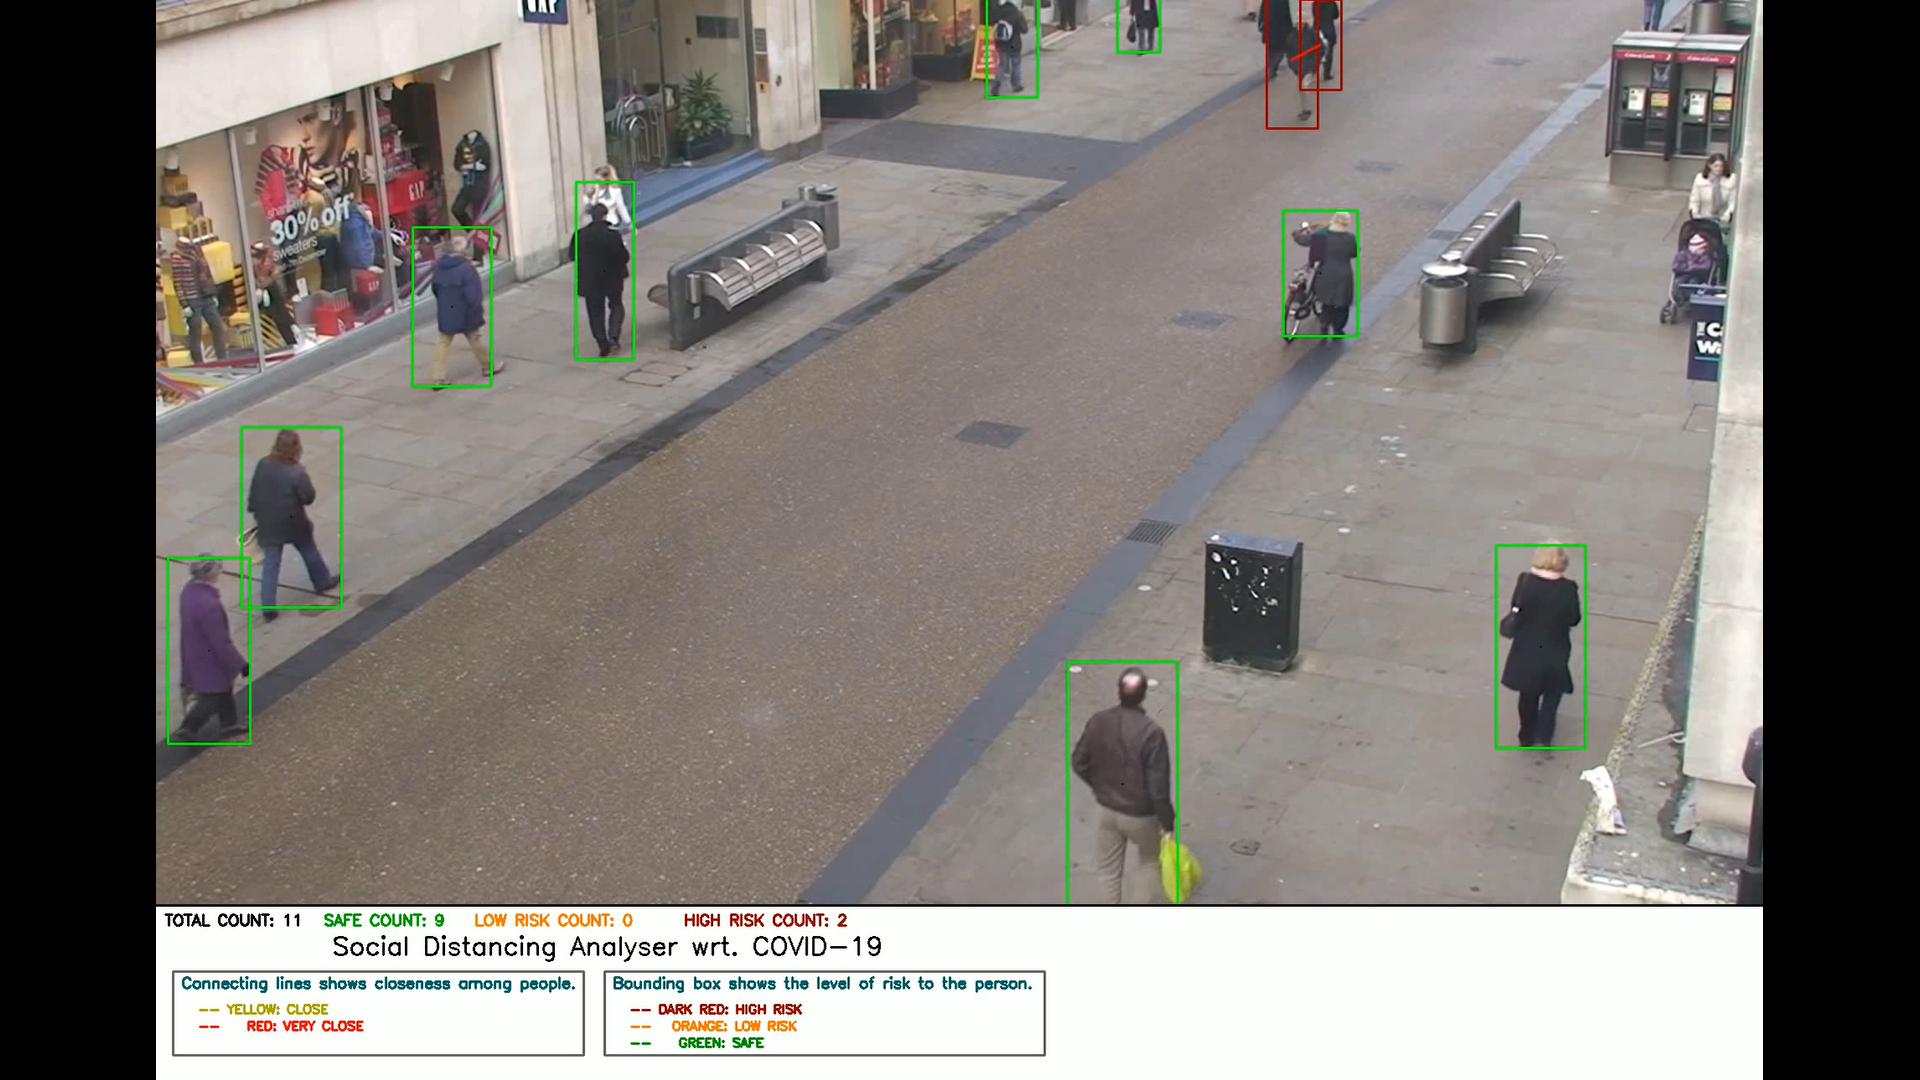 GAP
30% off
sweaters
GAP
TOTAL COUNT: 11 SAFE COUNT: 9 LOW RISK COUNT: 0 HIGH RISK COUNT: 2
Social Distancing Analyser wrt. COVID-19
Connecting lines shows closeness among people.
-- YELLOW: CLOSE
-- RED: VERY CLOSE
Bounding box shows the level of risk to the person.
-- DARK RED: HIGH RISK
-- ORANGE: LOW RISK
-- GREEN: SAFE